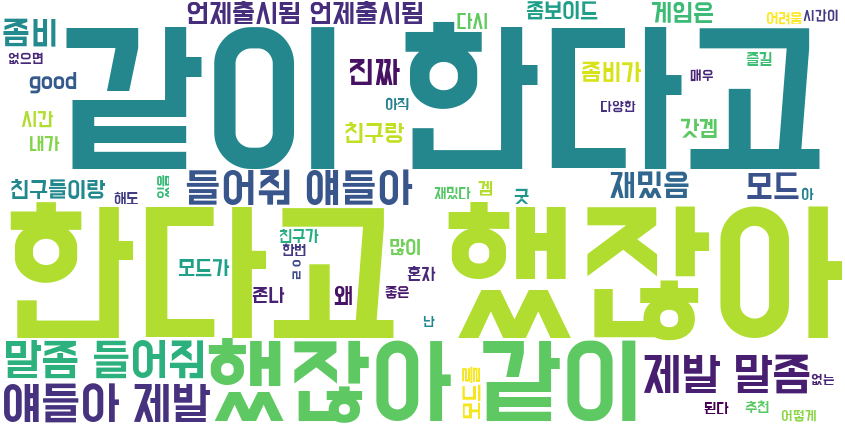 언제출시됨 언제출시됨
좀보이드
게임은
어려움
시간이
다시
좀비
없으면
good
같이 한다고
진짜
좀비가
매우
즐길
아직
다양한
시간
내가
친구랑
갓겜
친구들이랑
해도
들어줘 얘들아
재밌다
겜
굿
재밌음
모드
아
한다고 했잖아
친구가
한번
많이
모드가
혼자
존나
왜
좋은
난
말좀 들어줘
했잖아 같이
모드를
제발 말좀
없는
얘들아 제발
된다
추천
어떻게